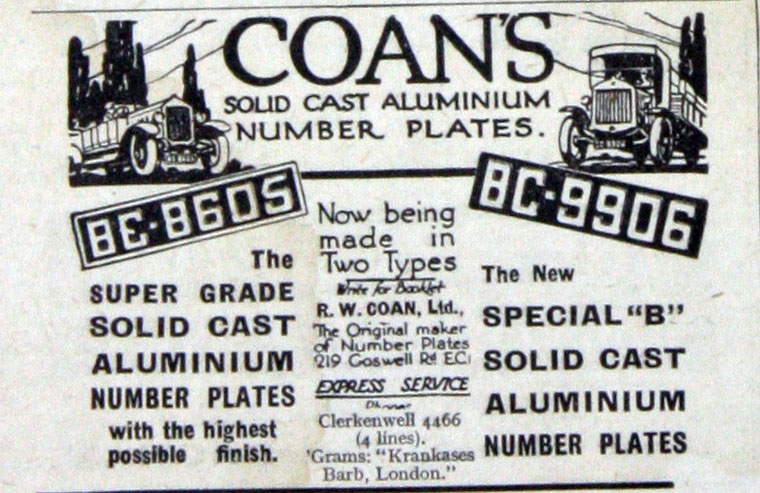 COAN'S
SOLID CAST ALUMINIUM
NUMBER PLATES.
BE-8605
BC-9906
The
SUPER GRADE
SOLID CAST
ALUMINIUM
NUMBER PLATES
with the highest
possible finish.
Now being
made in
Two Types
Write for Booklet
R. W. COAN, Ltd.,
The Original maker
of Number Plates
219 Goswell Rd EC1
EXPRESS SERVICE
Clerkenwell 4466
(4 lines).
'Grams: "Krankases
Barb, London."
The New
SPECIAL "B"
SOLID CAST
ALUMINIUM
NUMBER PLATES